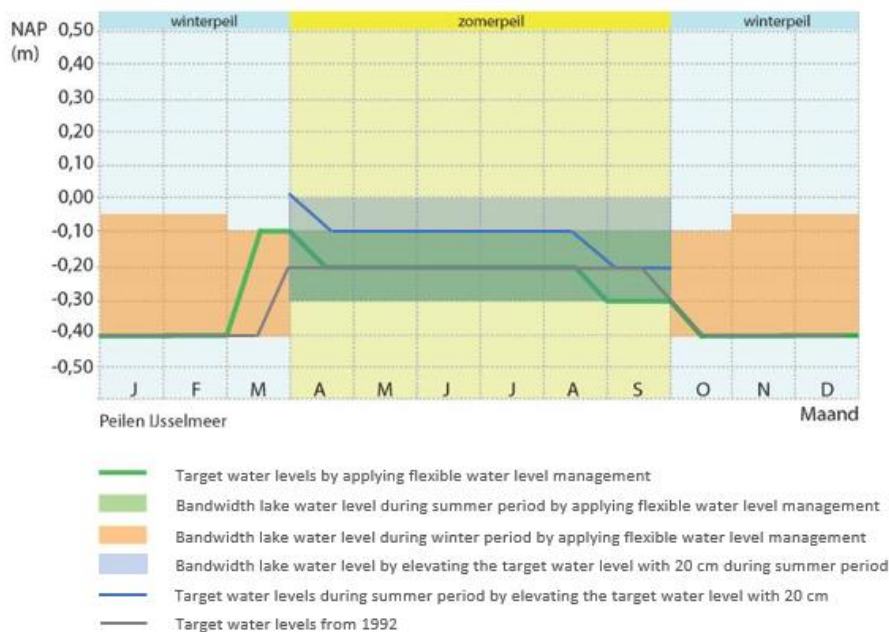 winterpeil zomerpeil winterpeil
NAP
(m)
0,50
0,40
0,30
0,20
0,10
0,00
-0,10
-0,20
-0,30
-0,40
-0,50
J F M A M J J A S O N D
Peilen IJsselmeer
Maand
Target water levels by applying flexible water level management
Bandwidth lake water level during summer period by applying flexible water level management
Bandwidth lake water level during winter period by applying flexible water level management
Bandwidth lake water level by elevating the target water level with 20 cm during summer period
Target water levels during summer period by elevating the target water level with 20 cm
Target water levels from 1992